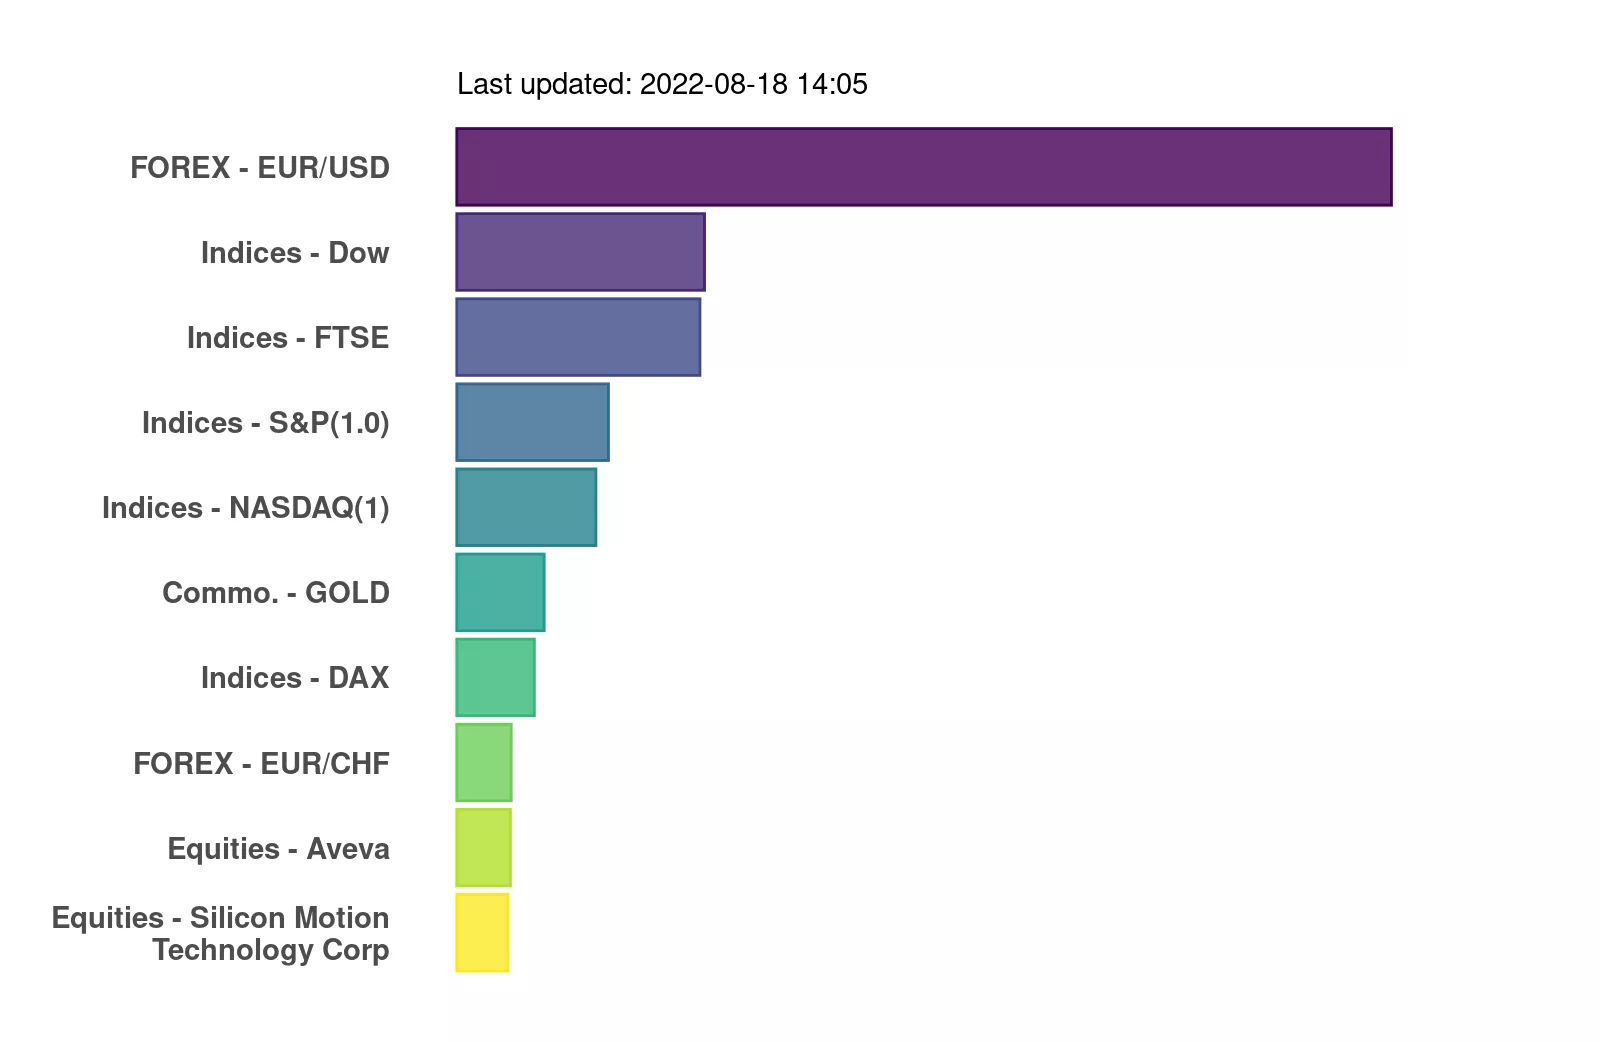 Last updated: 2022-08-18 14:05
FOREX - EUR/USD
Indices - Dow
Indices - FTSE
Indices - S&P(1.0)
Indices - NASDAQ(1)
Commo. - GOLD
Indices - DAX
FOREX - EUR/CHF
Equities - Aveva
Equities - Silicon Motion
Technology Corp